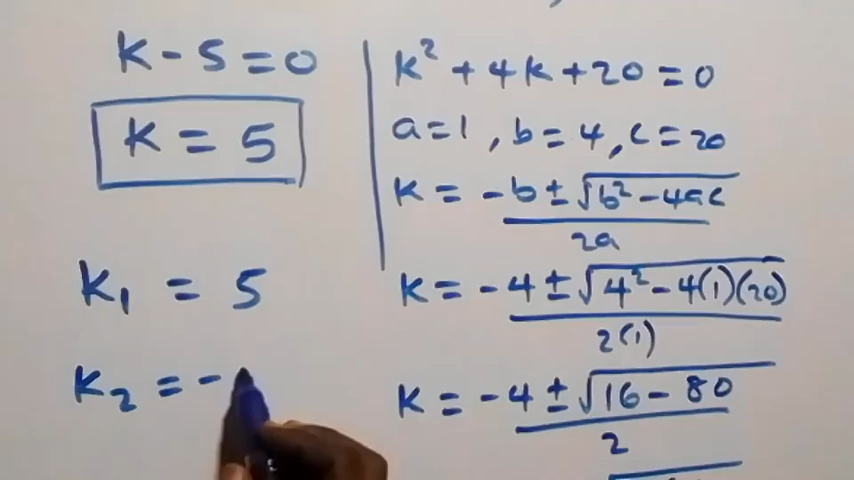 k - 5 = 0
k = 5
k₁ = 5
k₂ = -
k² + 4k + 20 = 0
a = 1, b = 4, c = 20
k = -b ± √b² - 4ac / 2a
k = -4 ± √4² - 4(1)(20) / 2(1)
k = -4 ± √16 - 80 / 2